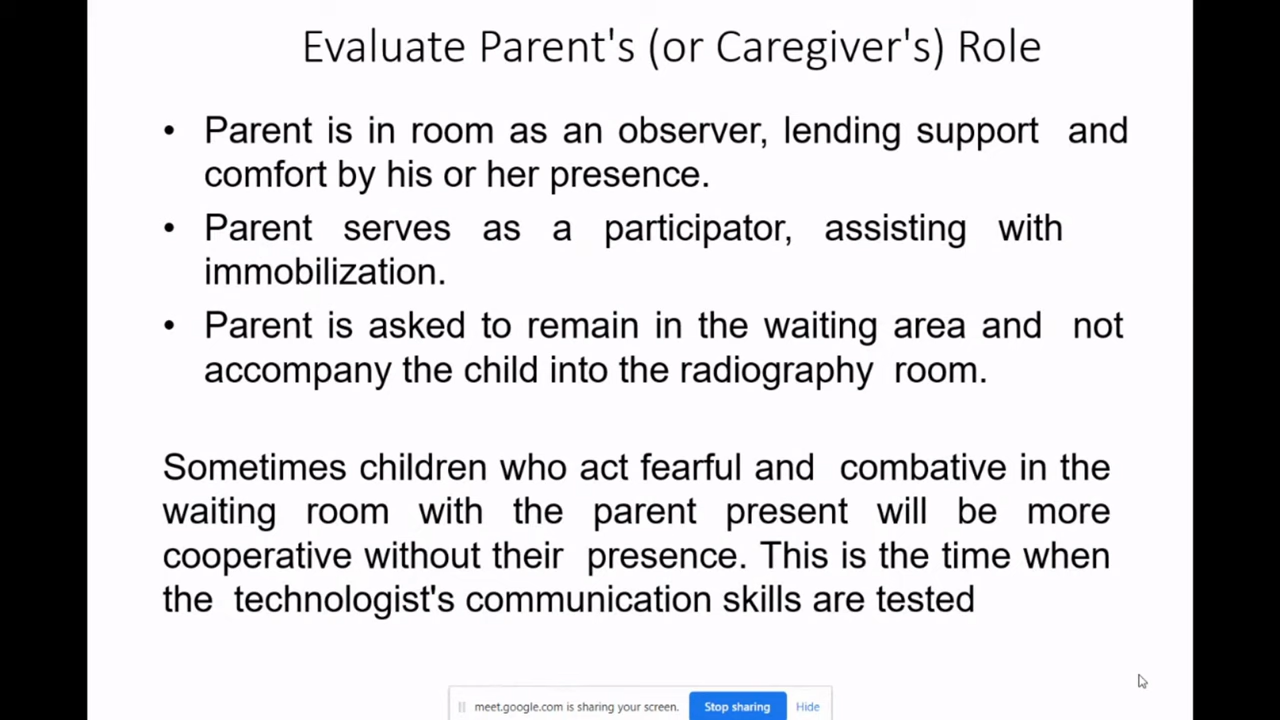 Evaluate Parent's (or Caregiver's) Role
• Parent is in room as an observer, lending support and
comfort by his or her presence.
• Parent serves as a participator, assisting with
immobilization.
• Parent is asked to remain in the waiting area and not
accompany the child into the radiography room.
Sometimes children who act fearful and combative in the
waiting room with the parent present will be more
cooperative without their presence. This is the time when
the technologist's communication skills are tested
meet.google.com is sharing your screen. Stop sharing Hide